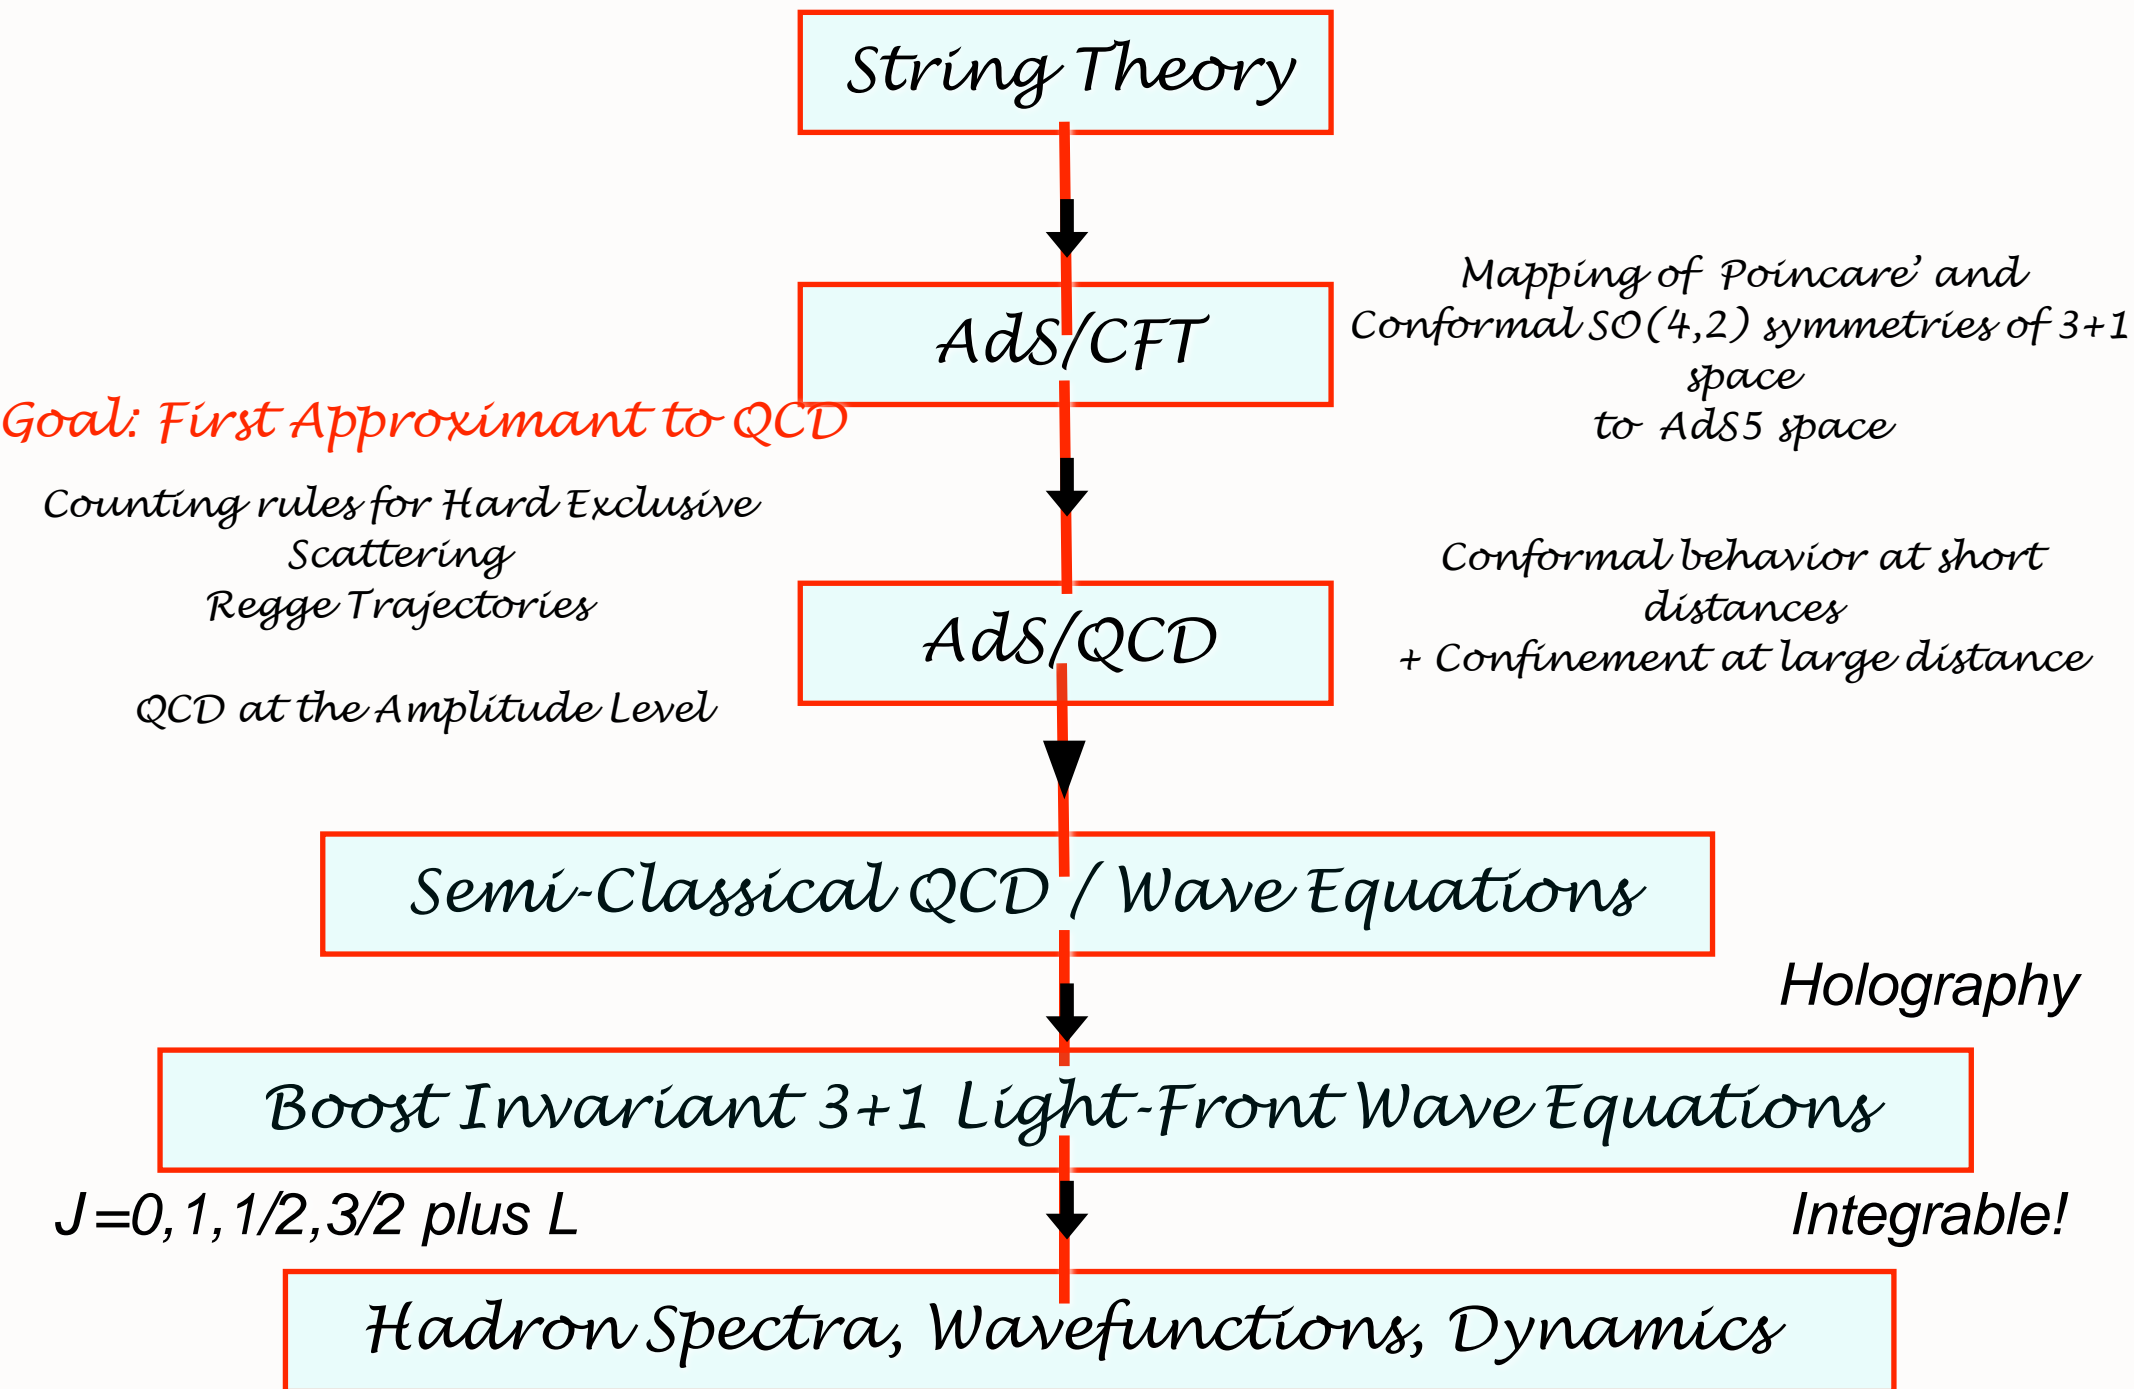 String Theory
Mapping of Poincare' and
Conformal SO(4,2) symmetries of 3+1
space
to AdS5 space
AdS/CFT
Goal: First Approximant to QCD
Counting rules for Hard Exclusive
Scattering
Regge Trajectories
QCD at the Amplitude Level
Conformal behavior at short
distances
+ Confinement at large distance
AdS/QCD
Semi-Classical QCD / Wave Equations
Holography
Boost Invariant 3+1 Light-Front Wave Equations
J=0,1,1/2,3/2 plus L
Integrable!
Hadron Spectra, Wavefunctions, Dynamics